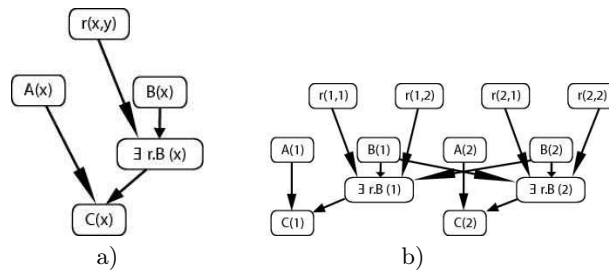 r(x,y)
A(x)
B(x)
∃ r.B (x)
C(x)
a)
r(1,1)
r(1,2)
r(2,1)
r(2,2)
A(1)
B(1)
A(2)
B(2)
∃ r.B (1)
∃ r.B (2)
C(1)
C(2)
b)